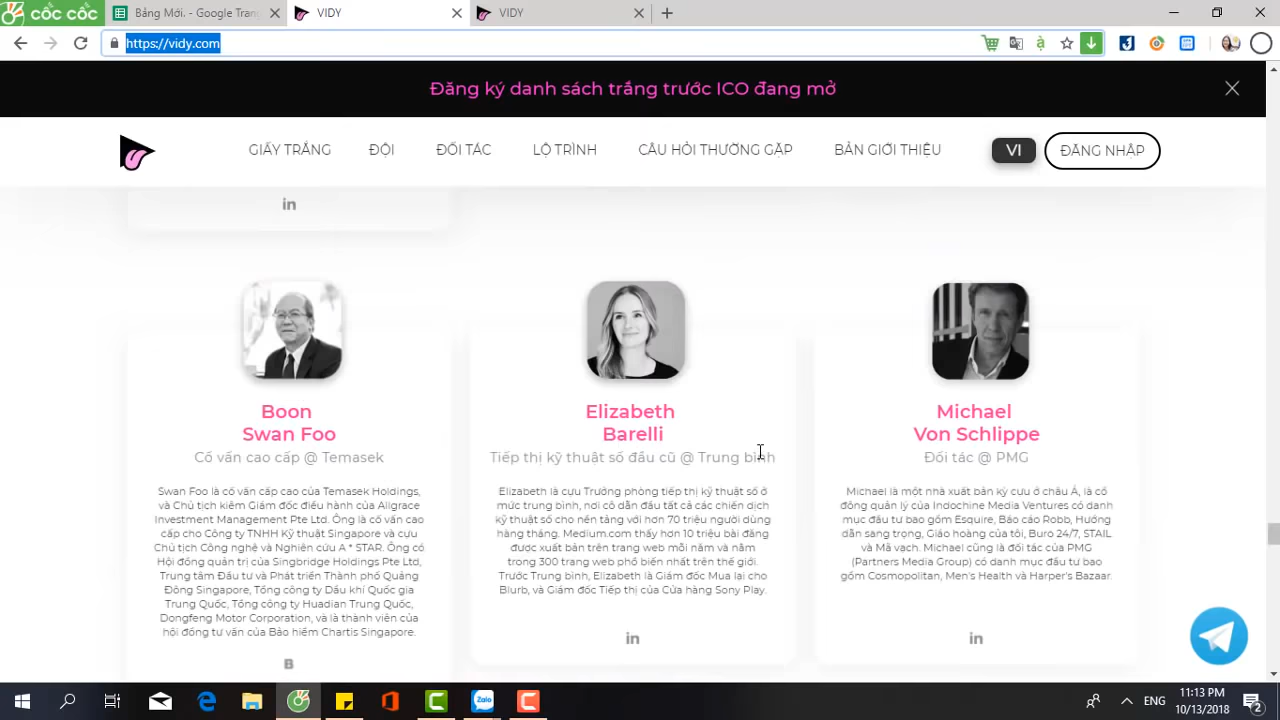 cốc cốc
Bảng Mới. - Google Tran
VIDY
VIDY
https://vidy.com
Đăng ký danh sách trắng trước ICO đang mở
GIẤY TRẮNG
ĐỘI
ĐỐI TÁC
LỘ TRÌNH
CÂU HỎI THƯỜNG GẶP
BẢN GIỚI THIỆU
VI
ĐĂNG NHẬP
in
Boon
Swan Foo
Cố vấn cao cấp @ Temasek
Swan Foo là cố vấn cấp cao của Temasek Holdings,
và Chủ tịch kiêm Giám đốc điều hành của Allgrace
Investment Management Pte Ltd. Ông là cố vấn cao
cấp cho Công ty TNHH Kỹ thuật Singapore và cựu
Chủ tịch Công nghệ và Nghiên cứu A * STAR. Ông có
Hội đồng quản trị của Singbridge Holdings Pte Ltd,
Trung tâm Đầu tư và Phát triển Thành phố Quảng
Đông Singapore, Tổng công ty Dầu khí Quốc gia
Trung Quốc, Tổng công ty Huadian Trung Quốc,
Dongfeng Motor Corporation, và là thành viên của
hội đồng tư vấn của Bảo hiểm Chartis Singapore.
B
Elizabeth
Barelli
Tiếp thị kỹ thuật số đầu cũ @ Trung bình
Elizabeth là cựu Trưởng phòng tiếp thị kỹ thuật số ở
mức trung bình, nơi cô dẫn đầu tất cả các chiến dịch
kỹ thuật số cho nền tảng với hơn 70 triệu người dùng
hàng tháng. Medium.com thấy hơn 10 triệu bài đăng
được xuất bản trên trang web mỗi năm và nằm
trong 300 trang web phổ biến nhất trên thế giới.
Trước Trung bình, Elizabeth là Giám đốc Mua lại cho
Blurb, và Giám đốc Tiếp thị của Cửa hàng Sony Play.
in
Michael
Von Schlippe
Đối tác @ PMG
Michael là một nhà xuất bản kỳ cựu ở châu Á, là cổ
đông quản lý của Indochine Media Ventures có danh
mục đầu tư bao gồm Esquire, Báo cáo Robb, Hướng
dẫn sang trọng, Giáo hoàng của tôi, Buro 24/7, STAIL
và Mã vạch. Michael cũng là đối tác của PMG
(Partners Media Group) có danh mục đầu tư bao
gồm Cosmopolitan, Men's Health và Harper's Bazaar.
in
Zalo
ENG
11:13 PM
10/13/2018
2